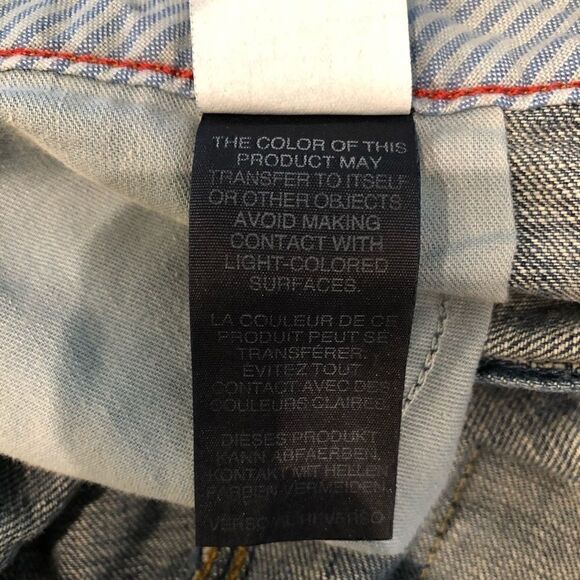 THE COLOR OF THIS
PRODUCT MAY
TRANSFER TO ITSELF
OR OTHER OBJECTS.
AVOID MAKING
CONTACT WITH
LIGHT-COLORED
SURFACES.
LA COULEUR DE CE
PRODUIT PEUT SE
TRANSFÉRER.
ÉVITEZ TOUT
CONTACT AVEC DES
COULEURS CLAIRES.
DIESES PRODUKT
KANN ABFAERBEN.
KONTAKT MIT HELLEN
FARBEN VERMEIDEN.